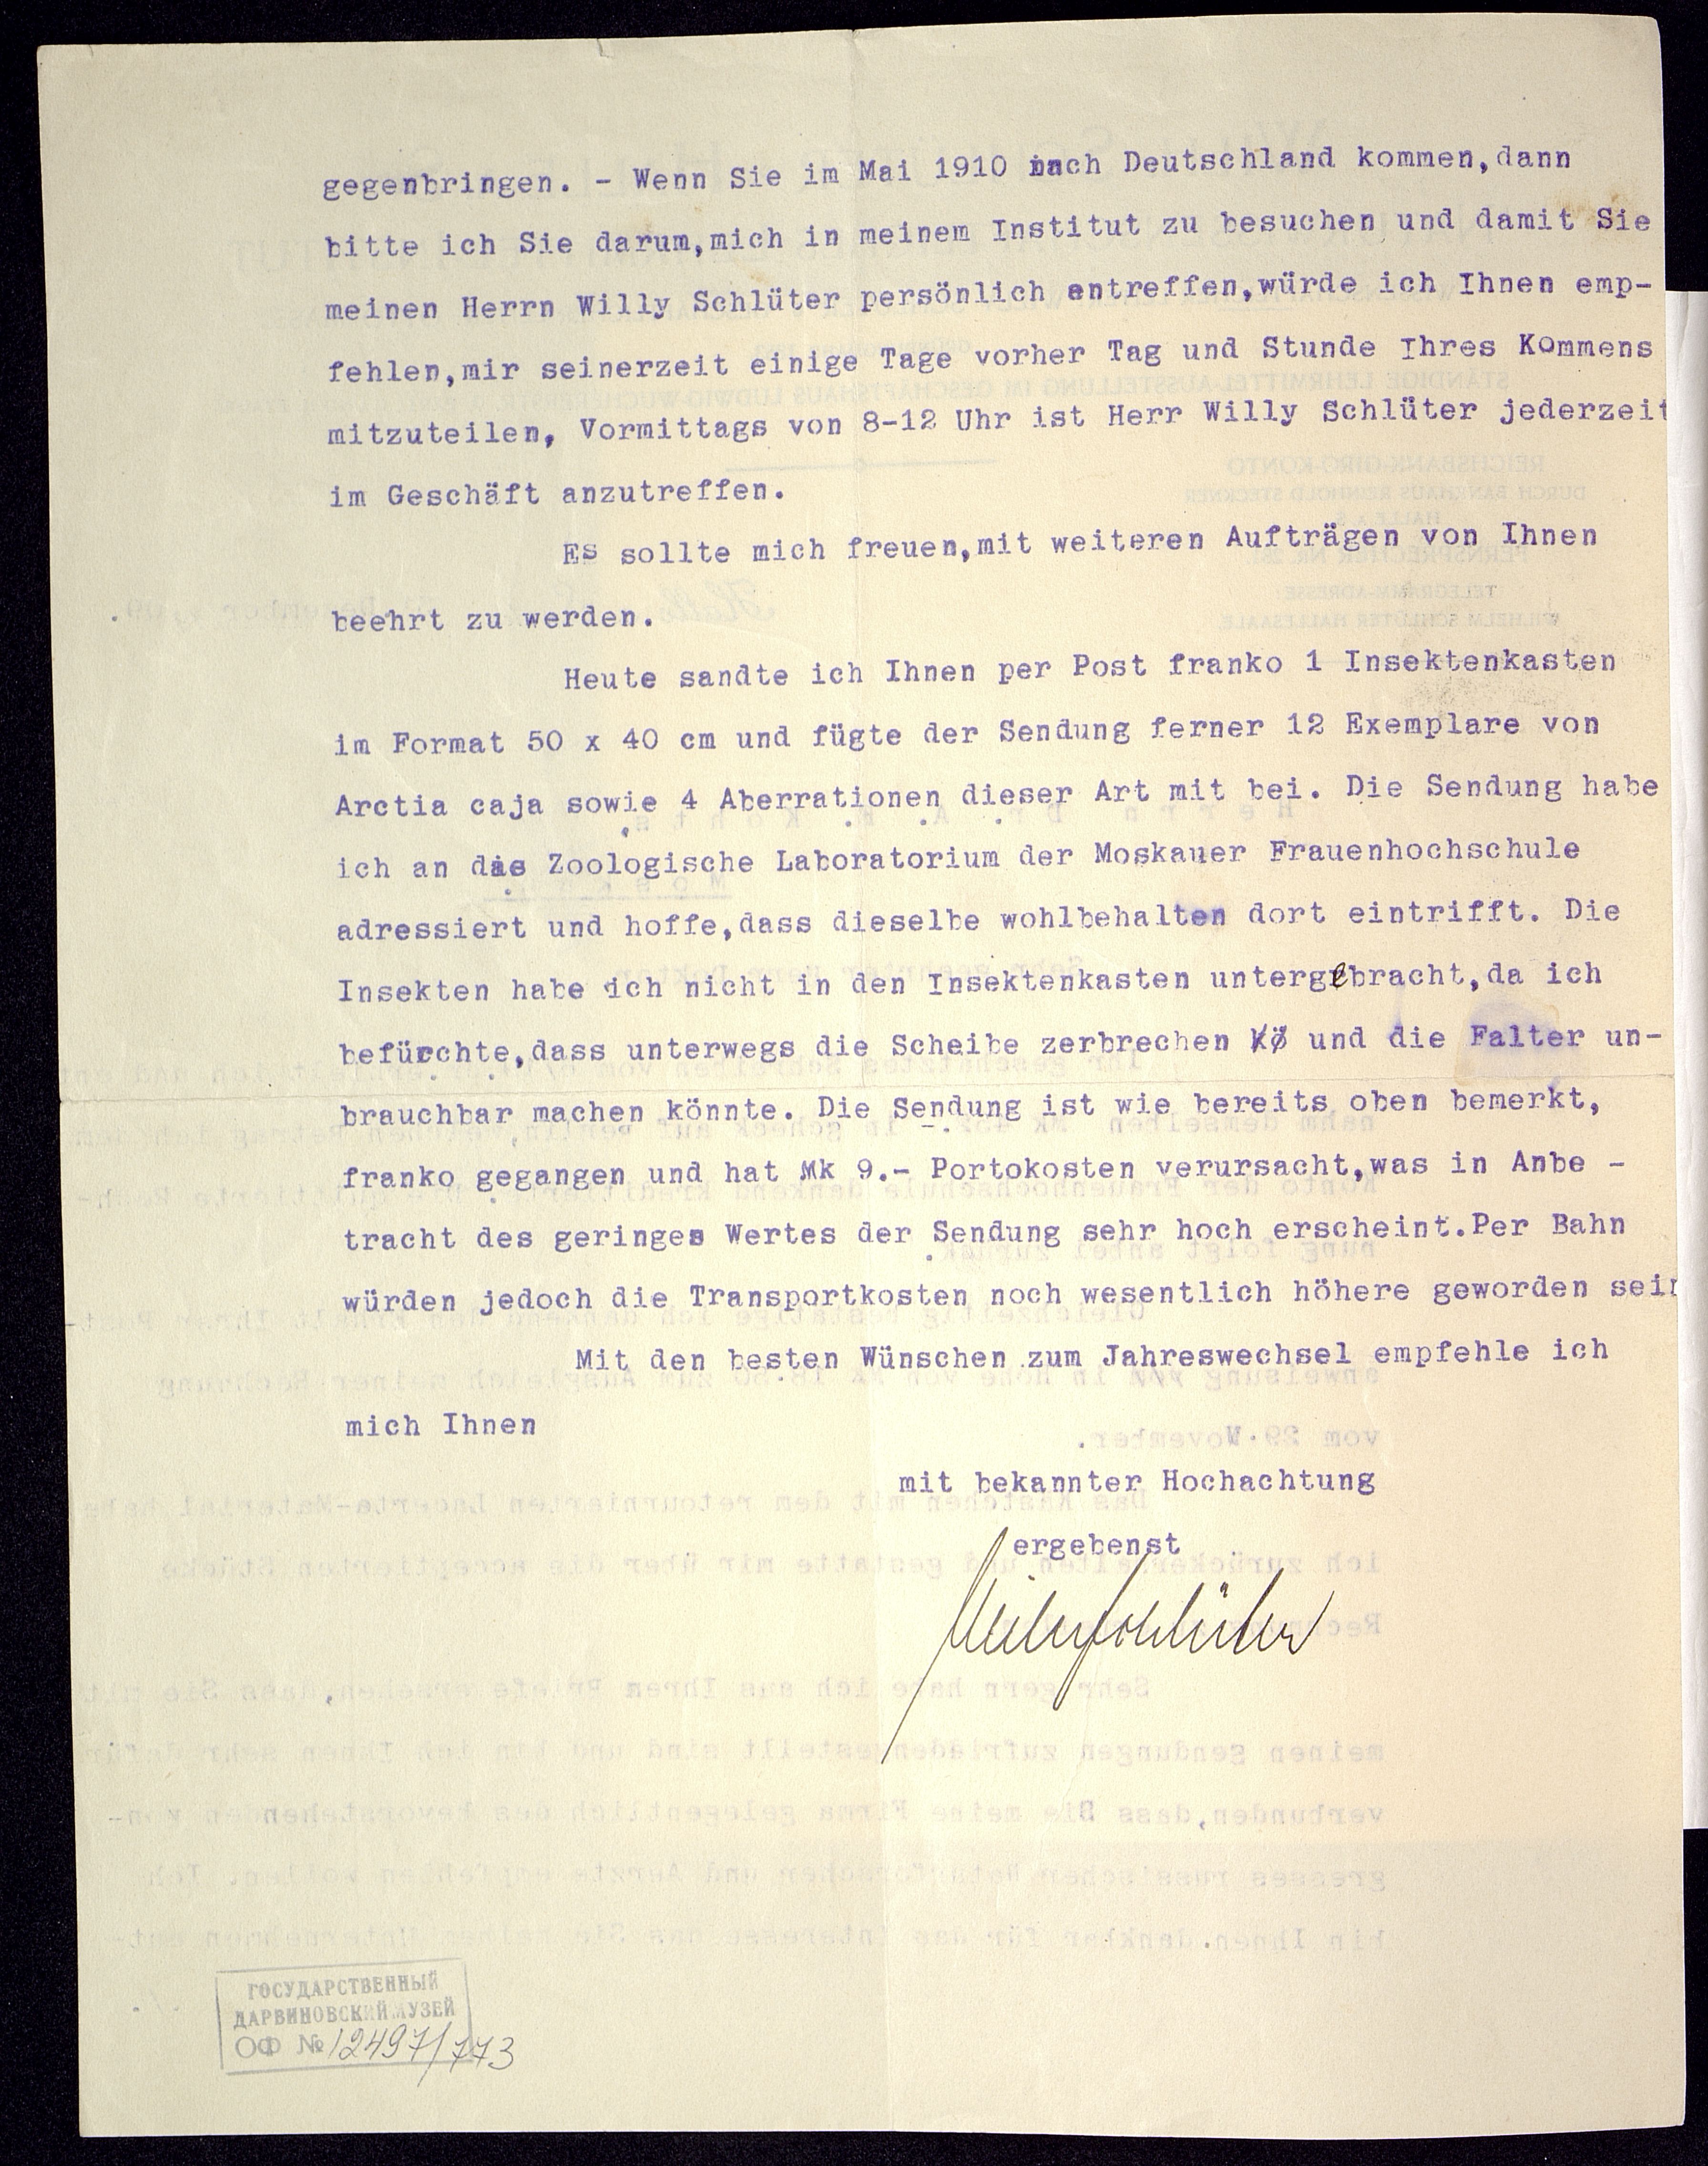 gegenbringen. - Wenn Sie im Mai 1910 nach Deutschland kommen,dann
bitte ich Sie darum,mich in meinem Institut zu besuchen und damit Sie
meinen Herrn Willy Schlüter persönlich antreffen,würde ich Ihnen emp-
fehlen,mir seinerzeit einige Tage vorher Tag und Stunde Ihres Kommens
mitzuteilen, Vormittags von 8-12 Uhr ist Herr Willy Schlüter jederzeit
im Geschäft anzutreffen.
Es sollte mich freuen,mit weiteren Aufträgen von Ihnen
beehrt zu werden.
Heute sandte ich Ihnen per Post franko 1 Insektenkasten
im Format 50 x 40 cm und fügte der Sendung ferner 12 Exemplare von
Arctia caja sowie 4 Aberrationen dieser Art mit bei. Die Sendung habe
ich an das Zoologische Laboratorium der Moskauer Frauenhochschule
adressiert und hoffe,dass dieselbe wohlbehalten dort eintrifft. Die
Insekten habe ich nicht in den Insektenkasten untergebracht,da ich
befürchte,dass unterwegs die Scheibe zerbrechen kö und die Falter un-
brauchbar machen könnte. Die Sendung ist wie bereits oben bemerkt,
franko gegangen und hat Mk 9.- Portokosten verursacht,was in Anbe -
tracht des geringes Wertes der Sendung sehr hoch erscheint.Per Bahn
würden jedoch die Transportkosten noch wesentlich höhere geworden sein
Mit den besten Wünschen zum Jahreswechsel empfehle ich
mich Ihnen
mit bekannter Hochachtung
ergebenst
ГОСУДАРСТВЕННЫЙ
ДАРВИНОВСКИЙ МУЗЕЙ
ОФ № 12497/773